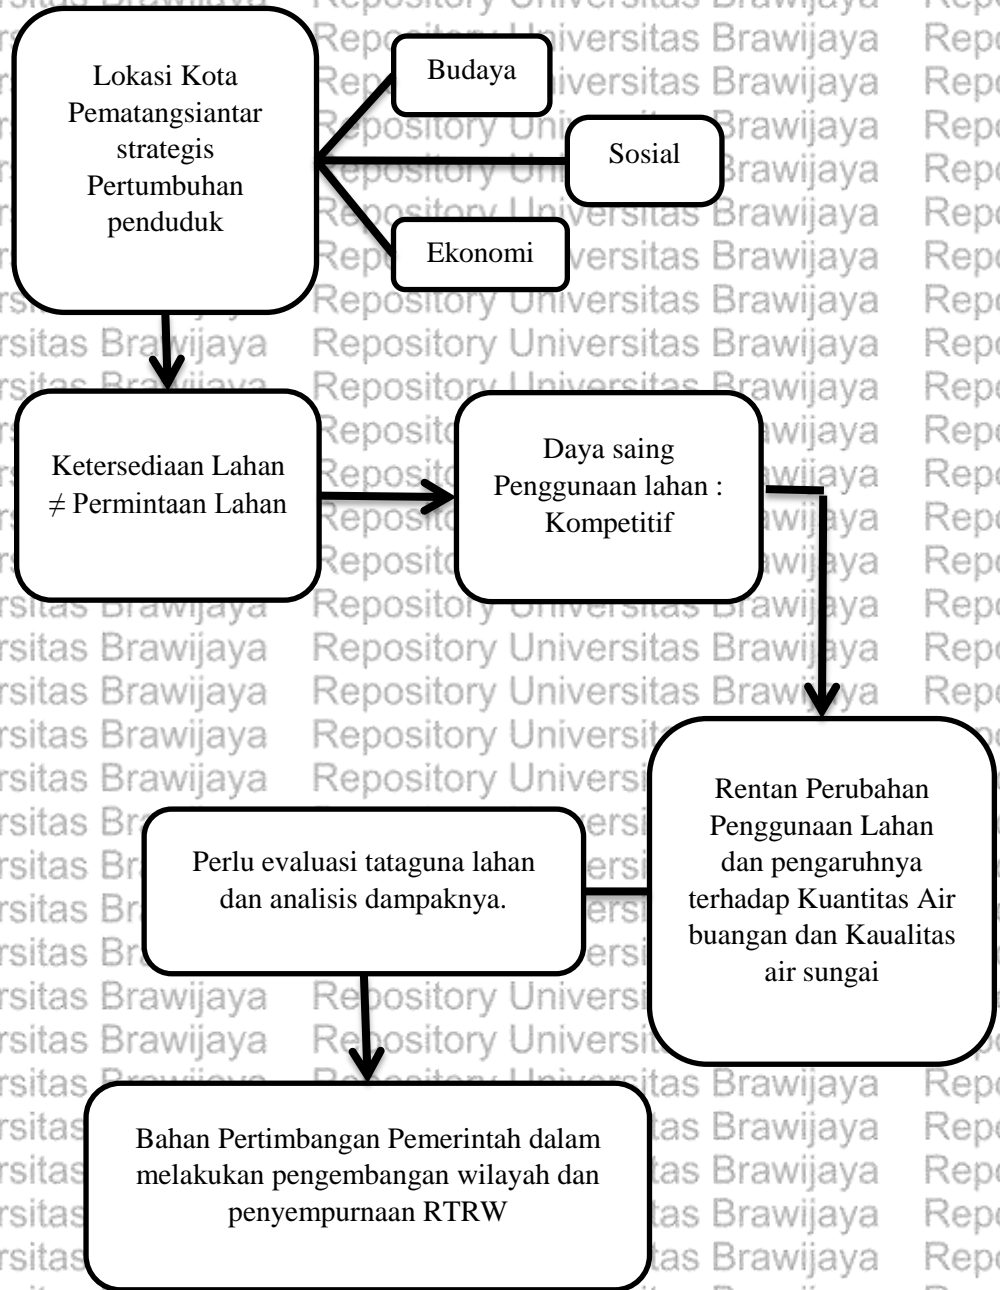 Lokasi Kota
Pematangsiantar
strategis
Pertumbuhan
penduduk
Budaya
Sosial
Ekonomi
Ketersediaan Lahan
≠ Permintaan Lahan
Daya saing
Penggunaan lahan :
Kompetitif
Rentan Perubahan
Penggunaan Lahan
dan pengaruhnya
terhadap Kuantitas Air
buangan dan Kaualitas
air sungai
Perlu evaluasi tataguna lahan
dan analisis dampaknya.
Bahan Pertimbangan Pemerintah dalam
melakukan pengembangan wilayah dan
penyempurnaan RTRW
Repository Universitas Brawijaya